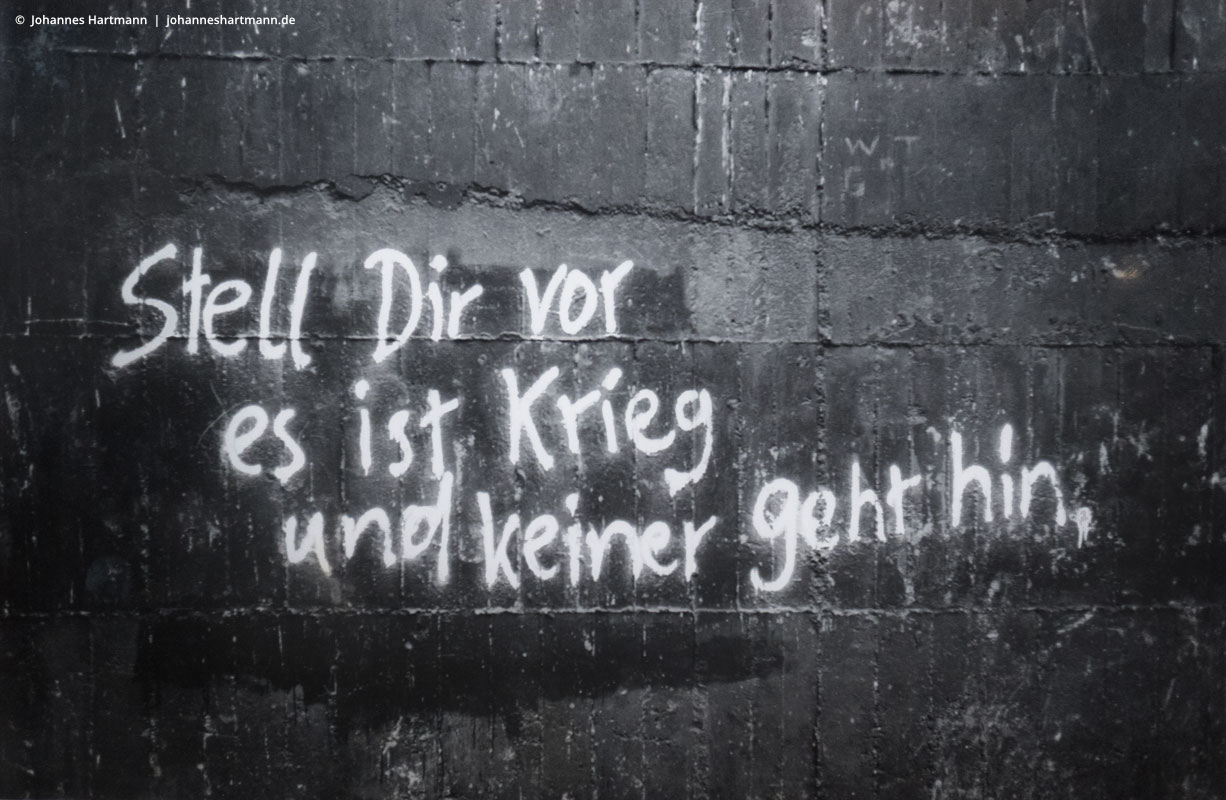 © Johannes Hartmann | johanneshartmann.de
W T
Stell Dir vor
es ist Krieg
und keiner geht hin,